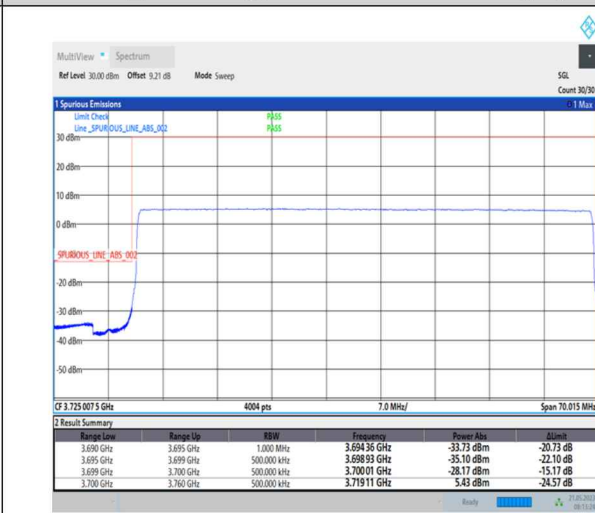 MultiView Spectrum
Ref Level 30.00 dBm Offset 9.21 dB Mode Sweep SGL
Count 30/30
1 Spurious Emissions 1 Max
Limit Check PASS
Line _SPURIOUS_LINE_ABS_002 PASS
30 dBm
20 dBm
10 dBm
0 dBm
_SPURIOUS_LINE_ABS_002
-20 dBm
-30 dBm
-40 dBm
-50 dBm
CF 3.725 007 5 GHz 4004 pts 7.0 MHz/ Span 70.015 MHz
2 Result Summary
Range Low Range Up RBW Frequency Power Abs ΔLimit
3.690 GHz 3.695 GHz 1.000 MHz 3.694 36 GHz -33.73 dBm -20.73 dB
3.695 GHz 3.699 GHz 500.000 kHz 3.698 93 GHz -35.10 dBm -22.10 dB
3.699 GHz 3.700 GHz 500.000 kHz 3.700 01 GHz -28.17 dBm -15.17 dB
3.700 GHz 3.760 GHz 500.000 kHz 3.719 11 GHz 5.43 dBm -24.57 dB
Ready